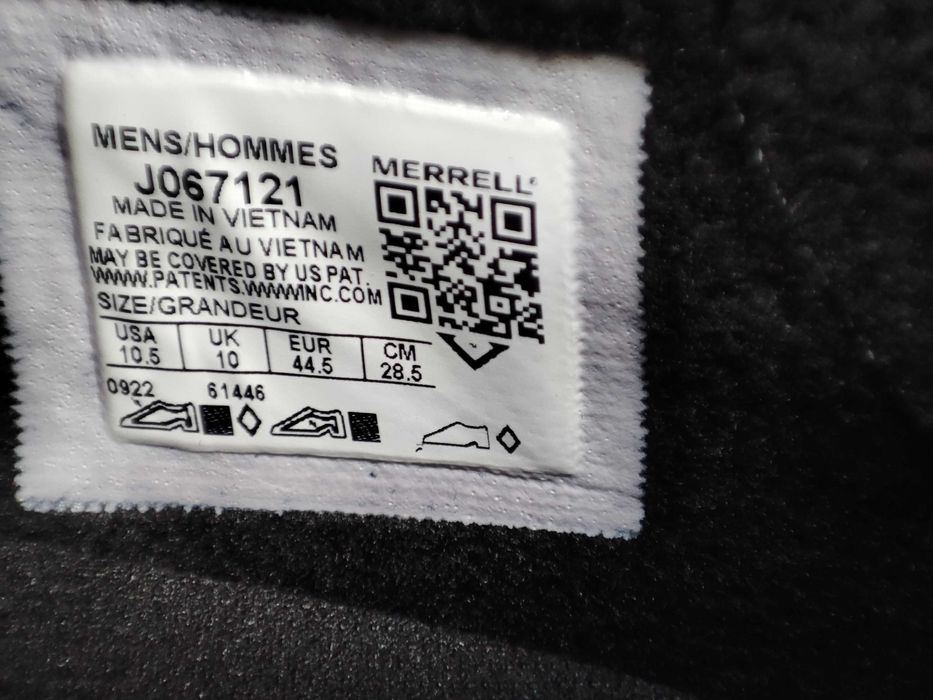 MENS/HOMMES
J067121
MADE IN VIETNAM
FABRIQUÉ AU VIETNAM
MAY BE COVERED BY US PAT.
WWW.PATENTS.WWWINC.COM
SIZE/GRANDEUR
USA UK EUR CM
10.5 10 44.5 28.5
0922 61446
MERRELL